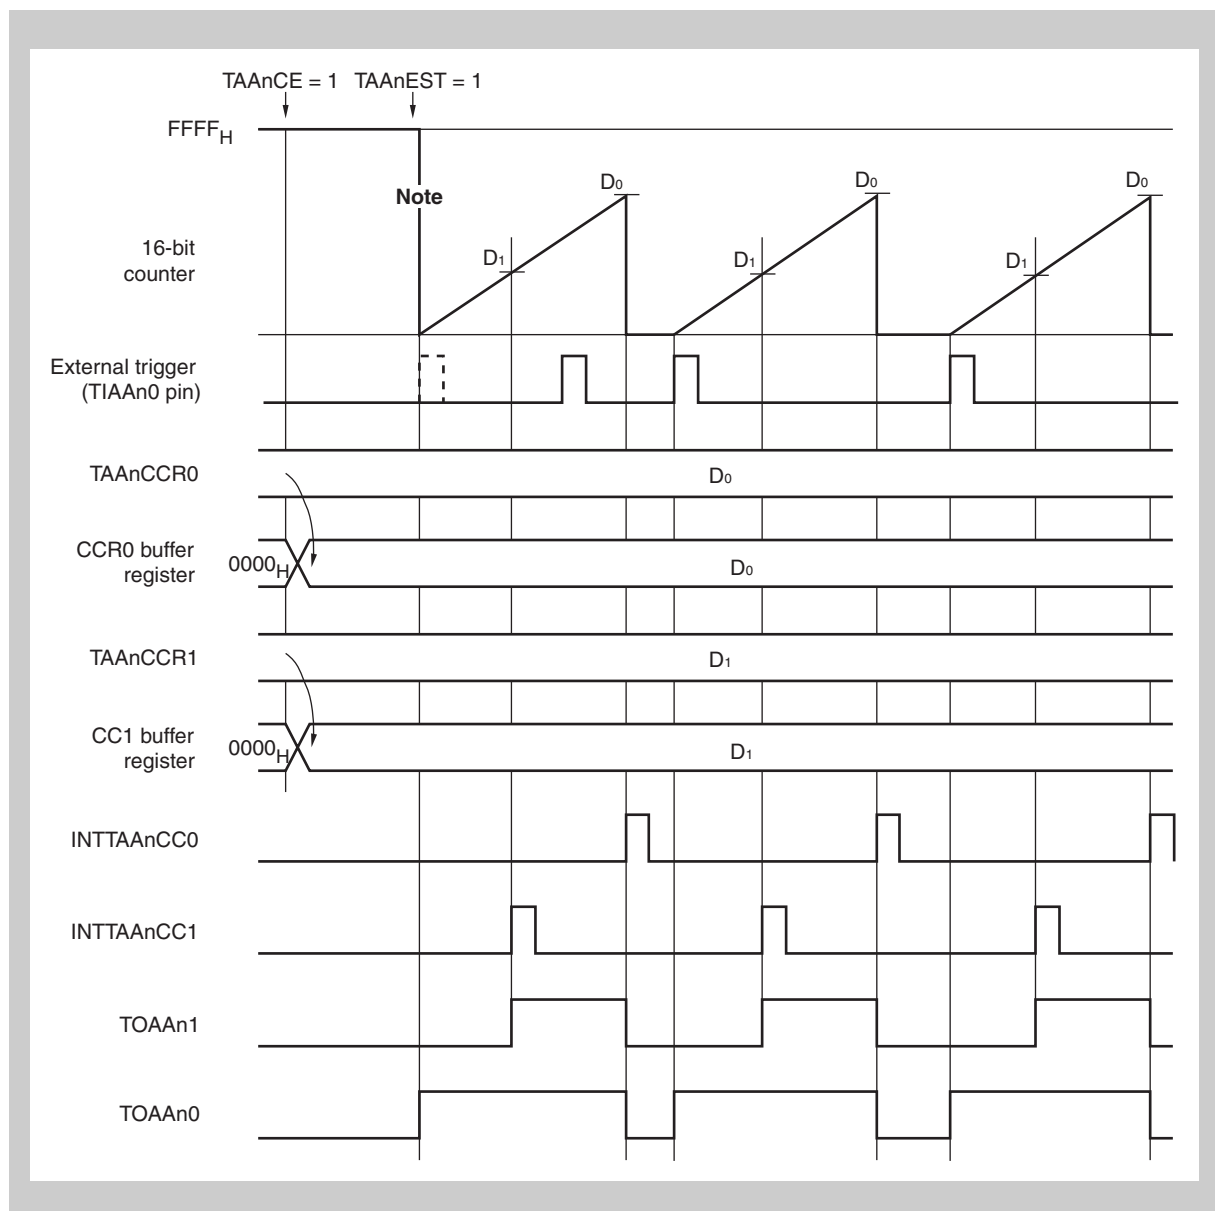 TAAnCE = 1 TAAnEST = 1
FFFFH
Note
D0 D0 D0
16-bit
counter
D1 D1 D1
External trigger
(TIAAn0 pin)
TAAnCCR0
D0
CCR0 buffer
register
0000H
D0
TAAnCCR1
D1
CC1 buffer
register
0000H
D1
INTTAAnCC0
INTTAAnCC1
TOAAn1
TOAAn0